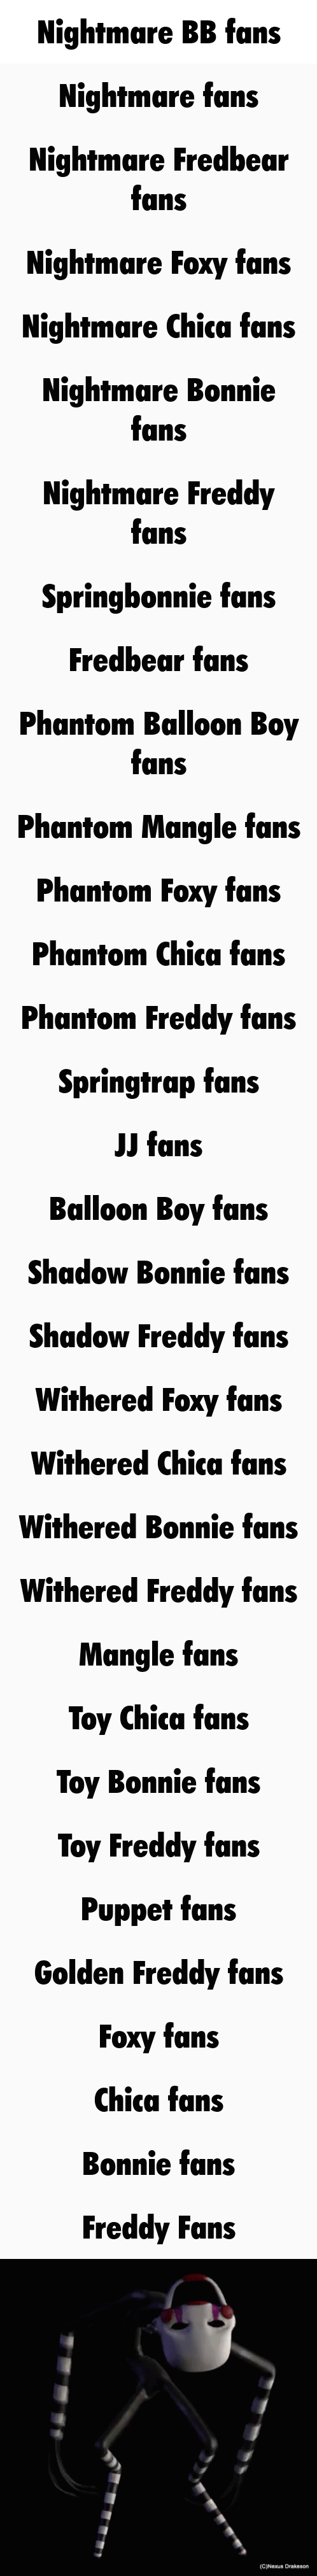 Nightmare BB fans
Nightmare fans
Nightmare Fredbear
fans
Nightmare Foxy fans
Nightmare Chica fans
Nightmare Bonnie
fans
Nightmare Freddy
fans
Springbonnie fans
Fredbear fans
Phantom Balloon Boy
fans
Phantom Mangle fans
Phantom Foxy fans
Phantom Chica fans
Phantom Freddy fans
Springtrap fans
JJ fans
Balloon Boy fans
Shadow Bonnie fans
Shadow Freddy fans
Withered Foxy fans
Withered Chica fans
Withered Bonnie fans
Withered Freddy fans
Mangle fans
Toy Chica fans
Toy Bonnie fans
Toy Freddy fans
Puppet fans
Golden Freddy fans
Foxy fans
Chica fans
Bonnie fans
Freddy Fans
(C)Nexus Drakeson